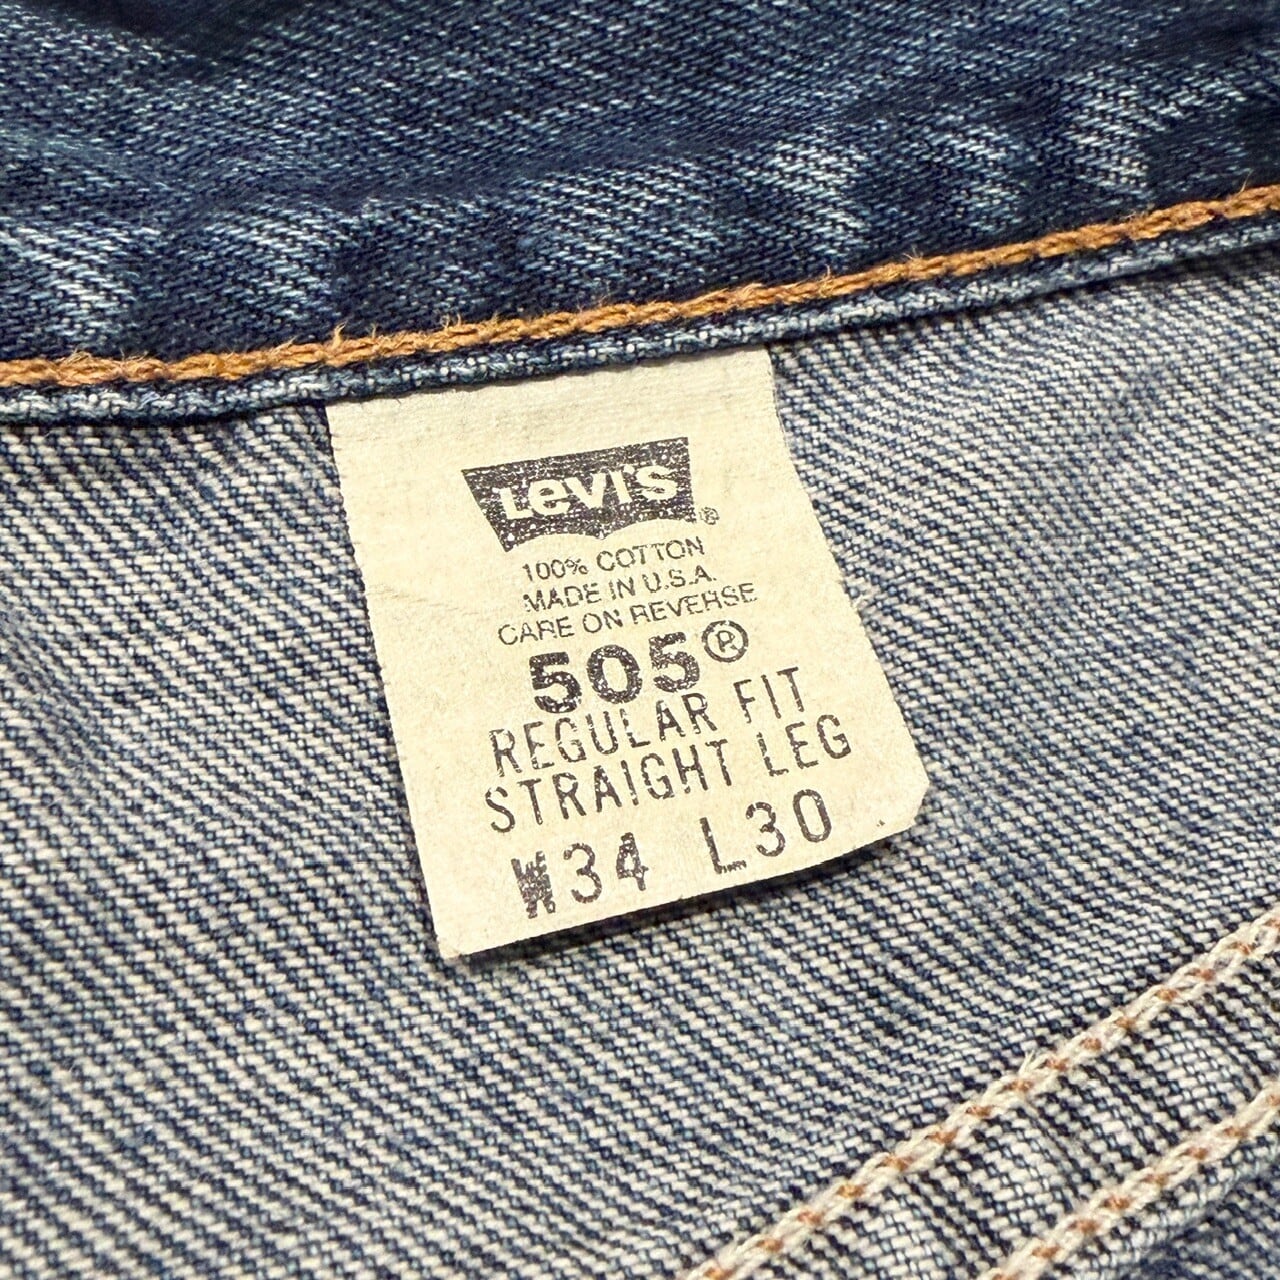 Levi's®
100% COTTON
MADE IN U.S.A.
CARE ON REVERSE
505®
REGULAR FIT
STRAIGHT LEG
W34 L30